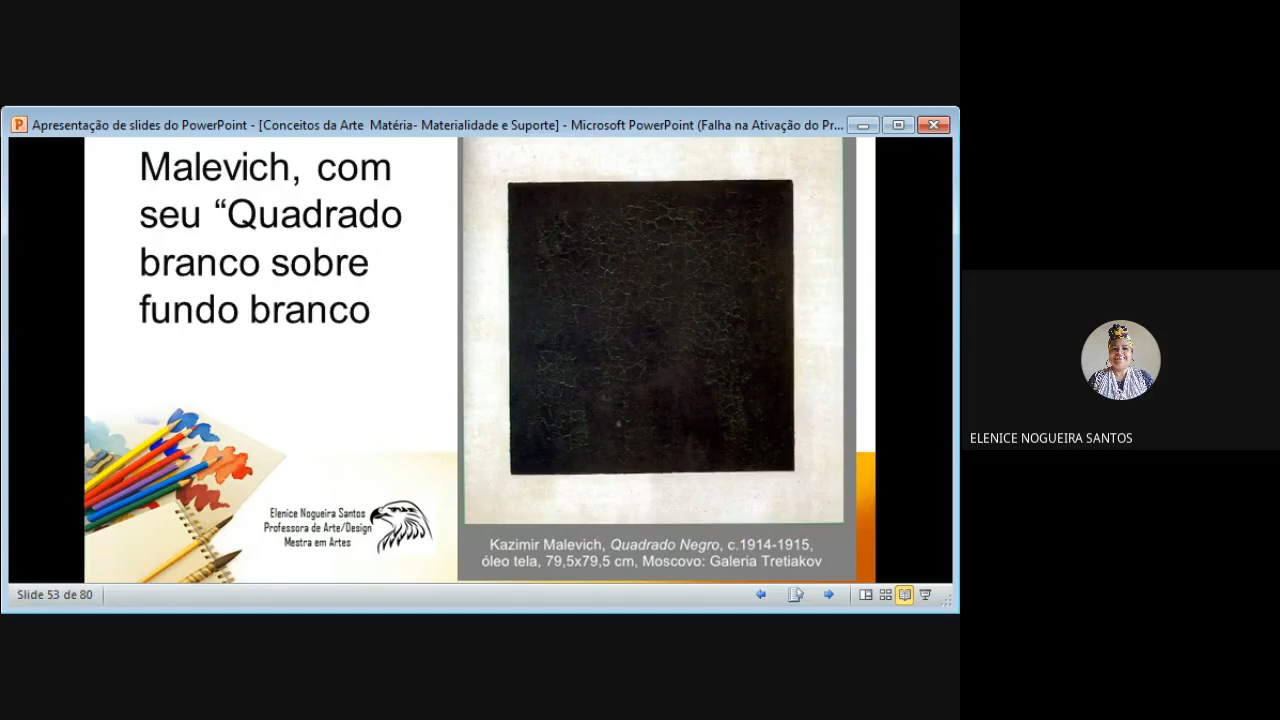 Apresentação de slides do PowerPoint - [Conceitos da Arte Matéria- Materialidade e Suporte] - Microsoft PowerPoint (Falha na Ativação do Pr...
Malevich, com
seu “Quadrado
branco sobre
fundo branco
Elenice Nogueira Santos
Professora de Arte/Design
Mestra em Artes
Kazimir Malevich, Quadrado Negro, c.1914-1915,
óleo tela, 79,5x79,5 cm, Moscovo: Galeria Tretiakov
Slide 53 de 80
ELENICE NOGUEIRA SANTOS